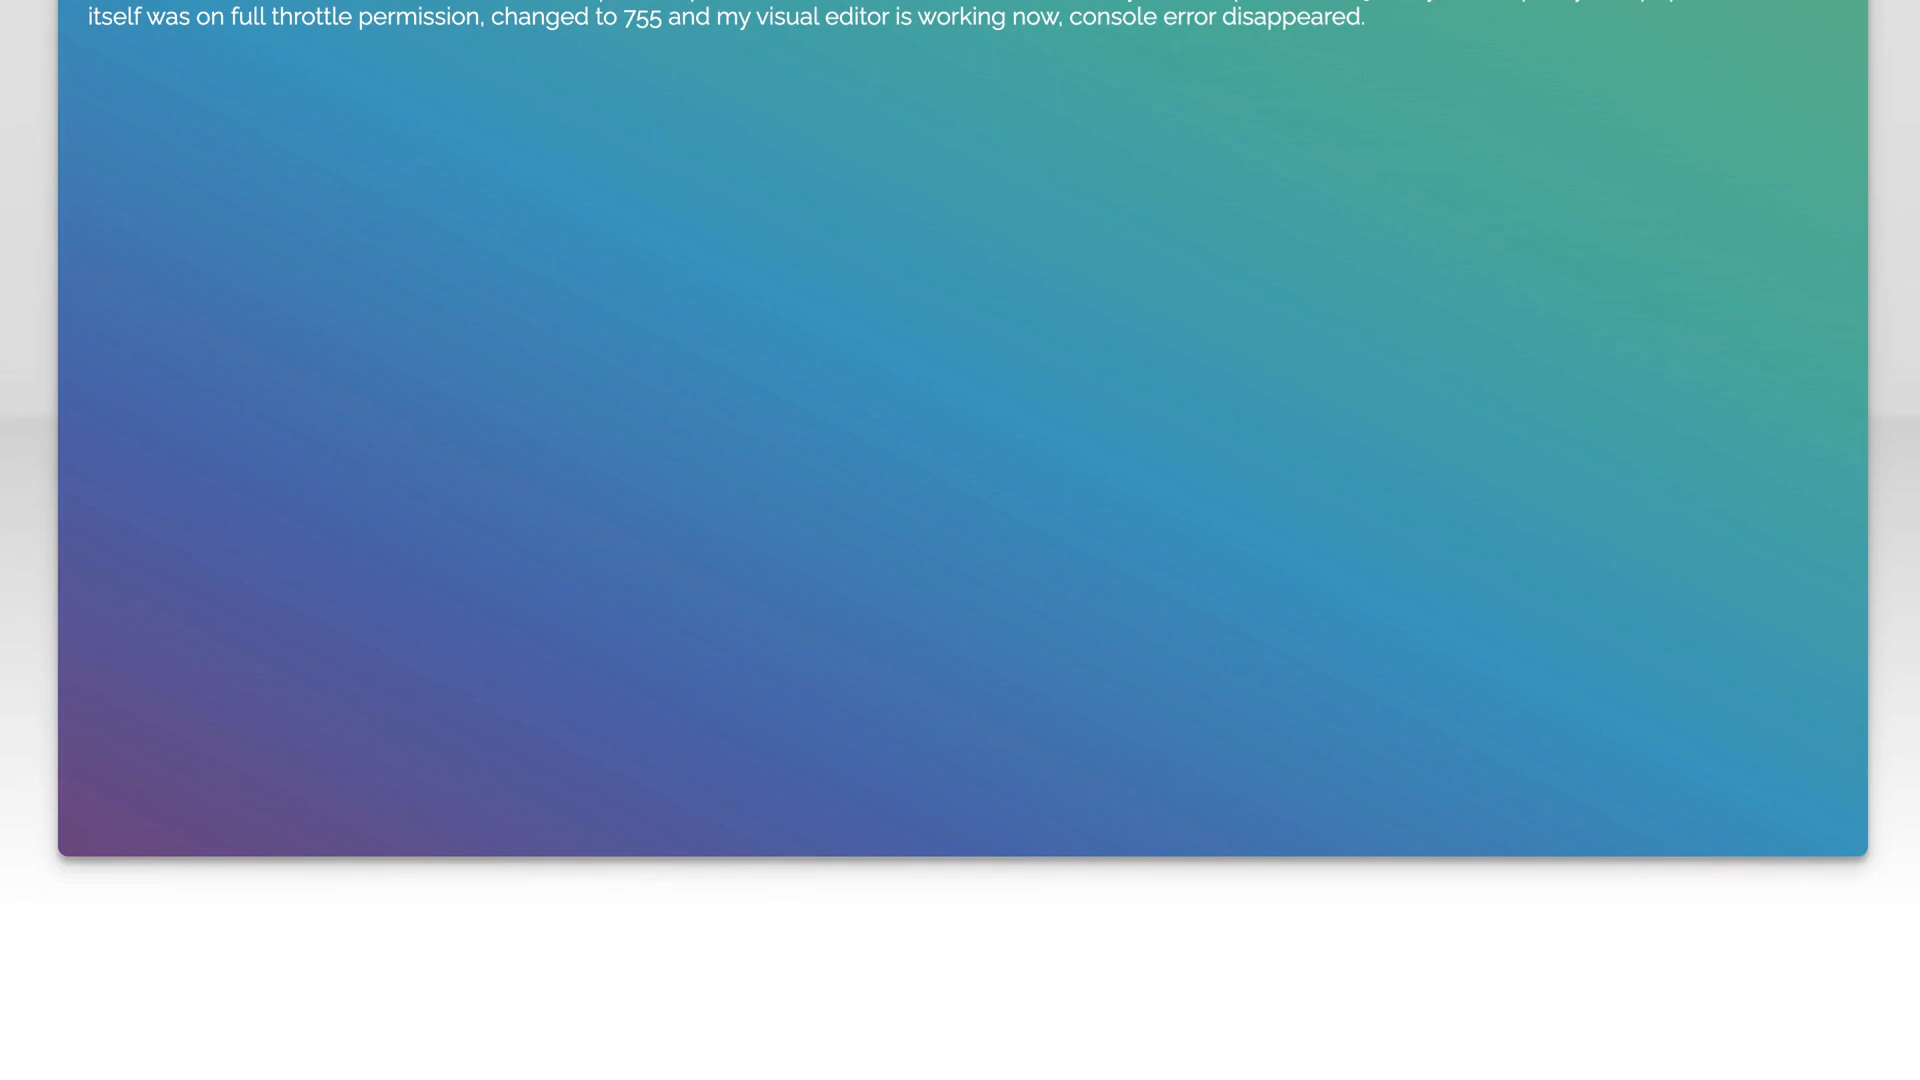 itself was on full throttle permission, changed to 755 and my visual editor is working now, console error disappeared.